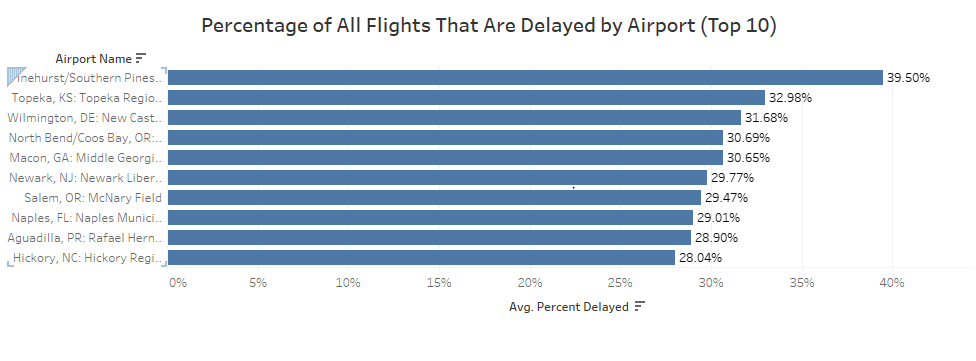 Percentage of All Flights That Are Delayed by Airport (Top 10)
Airport Name
inehurst/Southern Pines.. 39.50%
Topeka, KS: Topeka Regio.. 32.98%
Wilmington, DE: New Cast.. 31.68%
North Bend/Coos Bay, OR:.. 30.69%
Macon, GA: Middle Georgi.. 30.65%
Newark, NJ: Newark Liber.. 29.77%
Salem, OR: McNary Field 29.47%
Naples, FL: Naples Munici.. 29.01%
Aguadilla, PR: Rafael Hern.. 28.90%
Hickory, NC: Hickory Regi.. 28.04%
0% 5% 10% 15% 20% 25% 30% 35% 40%
Avg. Percent Delayed